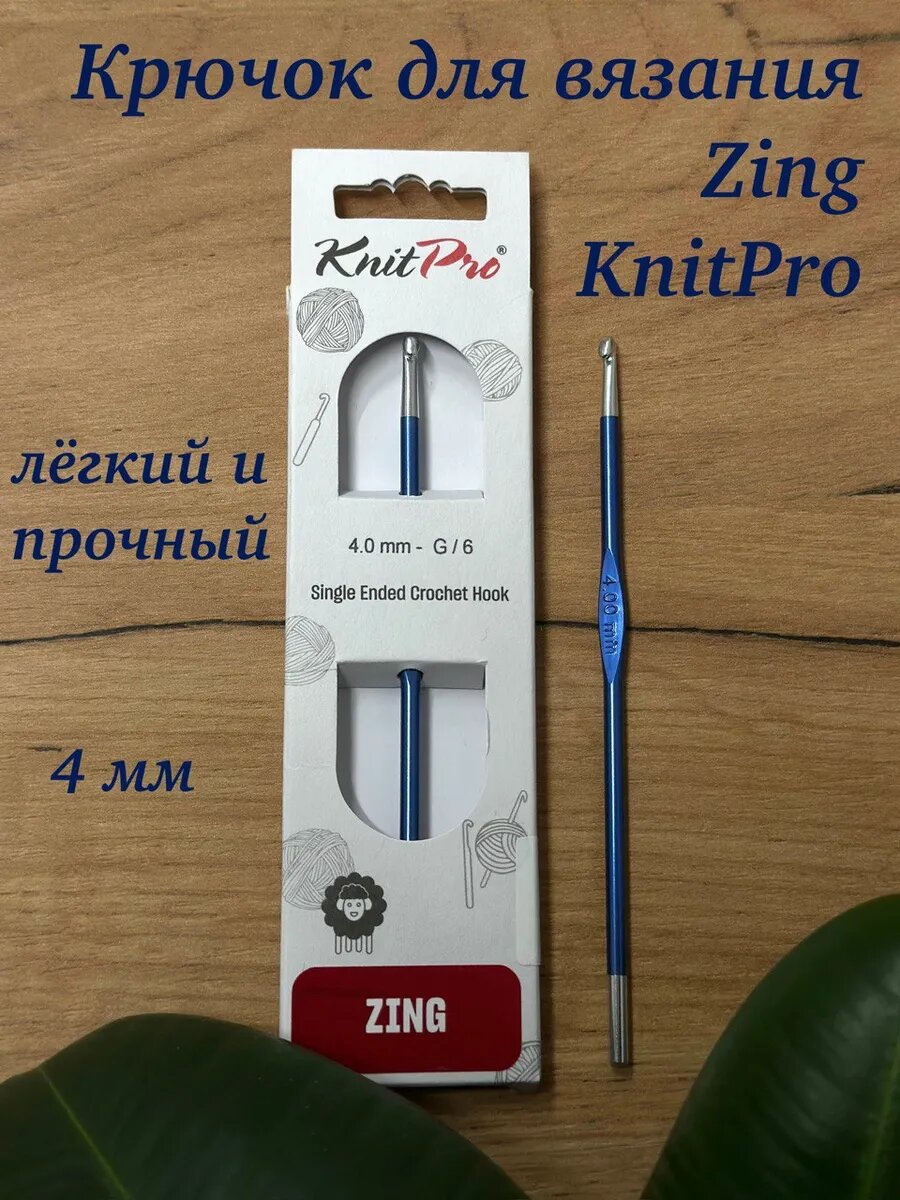 Крючок для вязания
Zing
KnitPro
KnitPro®
лёгкий и
прочный
4.0 mm - G / 6
Single Ended Crochet Hook
4.00 mm
4 мм
ZING